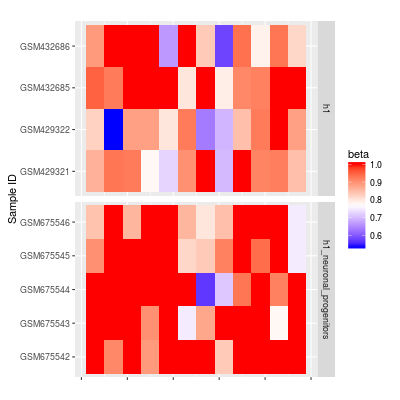 GSM432686
GSM432685
GSM429322
GSM429321
h1
GSM675546
GSM675545
GSM675544
GSM675543
GSM675542
h1_neuronal_progenitors
Sample ID
beta
1.0
0.9
0.8
0.7
0.6